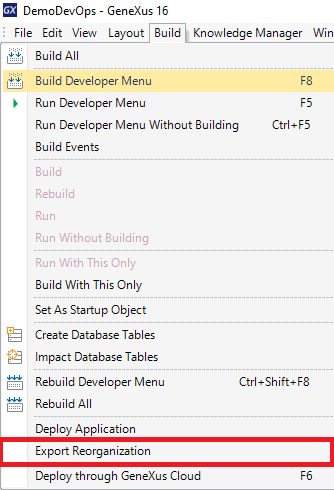 GX DemoDevOps - GeneXus 16
File Edit View Layout Build Knowledge Manager Win
Build All
Build Developer Menu F8
Run Developer Menu F5
Run Developer Menu Without Building Ctrl+F5
Build Events
Build
Rebuild
Run
Run Without Building
Run With This Only
Build With This Only
Set As Startup Object
Create Database Tables
Impact Database Tables
Rebuild Developer Menu Ctrl+Shift+F8
Rebuild All
Deploy Application
Export Reorganization
Deploy through GeneXus Cloud F6